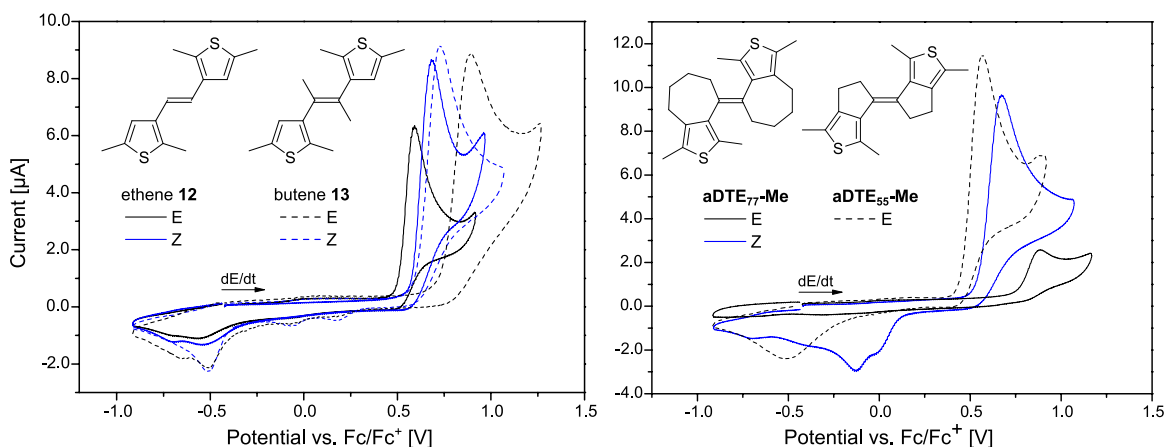 10.0
8.0
6.0
4.0
2.0
0.0
-2.0
Current [µA]
-1.0
-0.5
0.0
0.5
1.0
1.5
Potential vs. Fc/Fc⁺ [V]
S
S
S
S
ethene 12
butene 13
E
E
Z
Z
dE/dt
12.0
10.0
8.0
6.0
4.0
2.0
0.0
-2.0
-4.0
-1.0
-0.5
0.0
0.5
1.0
1.5
Potential vs. Fc/Fc⁺ [V]
S
S
S
S
aDTE₇₇-Me
aDTE₅₅-Me
E
E
Z
dE/dt